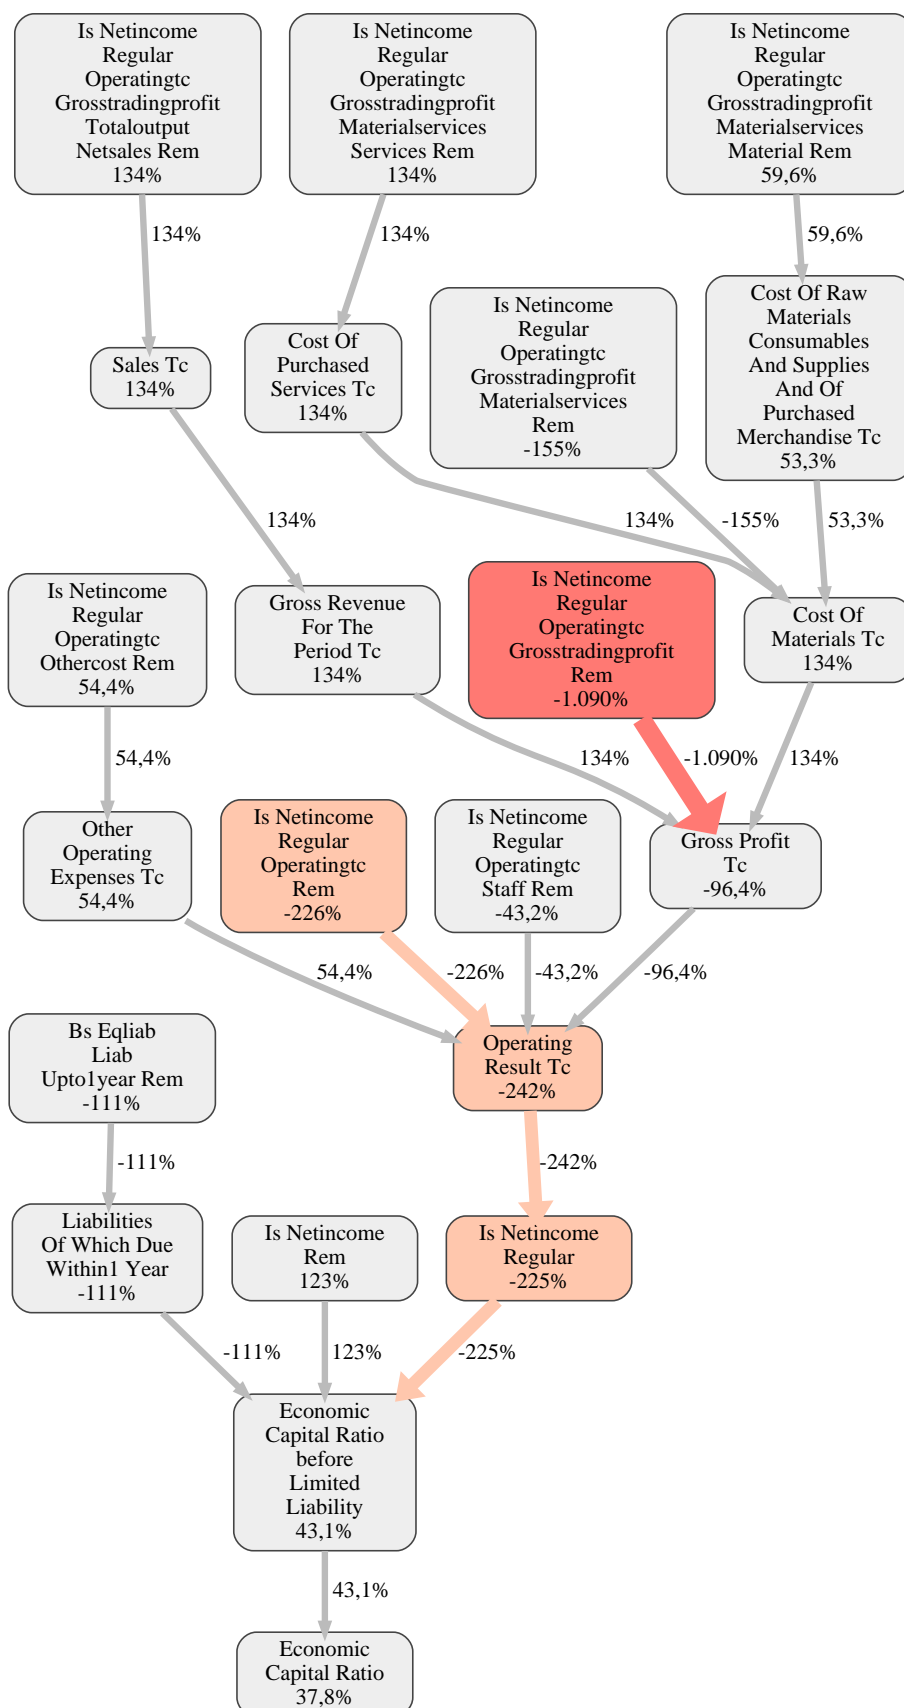 Is Netincome
Regular
Operatingtc
Grosstradingprofit
Totaloutput
Netsales Rem
134%
Is Netincome
Regular
Operatingtc
Grosstradingprofit
Materialservices
Services Rem
134%
Is Netincome
Regular
Operatingtc
Grosstradingprofit
Materialservices
Material Rem
59,6%
134%
134%
59,6%
Sales Tc
134%
Cost Of
Purchased
Services Tc
134%
Is Netincome
Regular
Operatingtc
Grosstradingprofit
Materialservices
Rem
-155%
Cost Of Raw
Materials
Consumables
And Supplies
And Of
Purchased
Merchandise Tc
53,3%
134%
134%
-155%
53,3%
Is Netincome
Regular
Operatingtc
Othercost Rem
54,4%
Gross Revenue
For The
Period Tc
134%
Is Netincome
Regular
Operatingtc
Grosstradingprofit
Rem
-1.090%
Cost Of
Materials Tc
134%
54,4%
134%
-1.090%
134%
Other
Operating
Expenses Tc
54,4%
Is Netincome
Regular
Operatingtc
Rem
-226%
Is Netincome
Regular
Operatingtc
Staff Rem
-43,2%
Gross Profit
Tc
-96,4%
54,4%
-226%
-43,2%
-96,4%
Bs Eqliab
Liab
Upto1year Rem
-111%
Operating
Result Tc
-242%
-111%
-242%
Liabilities
Of Which Due
Within1 Year
-111%
Is Netincome
Rem
123%
Is Netincome
Regular
-225%
-111%
123%
-225%
Economic
Capital Ratio
before
Limited
Liability
43,1%
43,1%
Economic
Capital Ratio
37,8%